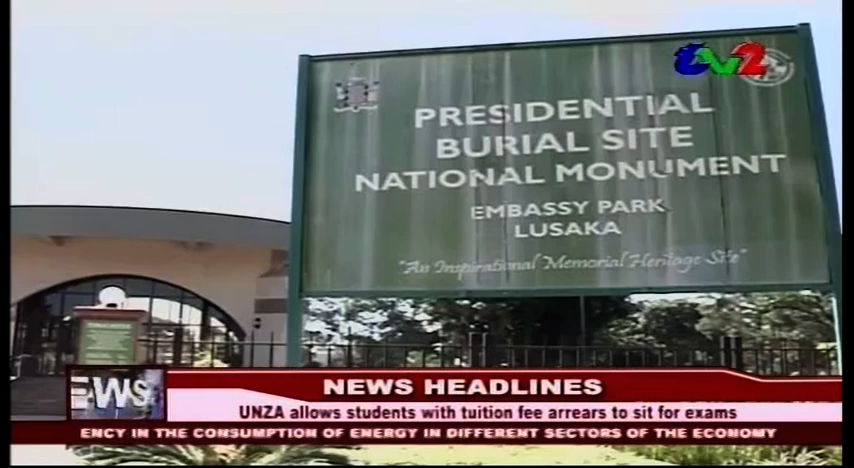 tv2
PRESIDENTIAL
BURIAL SITE
NATIONAL MONUMENT
EMBASSY PARK
LUSAKA
"An Inspirational Memorial Heritage Site"
EWS
NEWS HEADLINES
UNZA allows students with tuition fee arrears to sit for exams
ENCY IN THE CONSUMPTION OF ENERGY IN DIFFERENT SECTORS OF THE ECONOMY